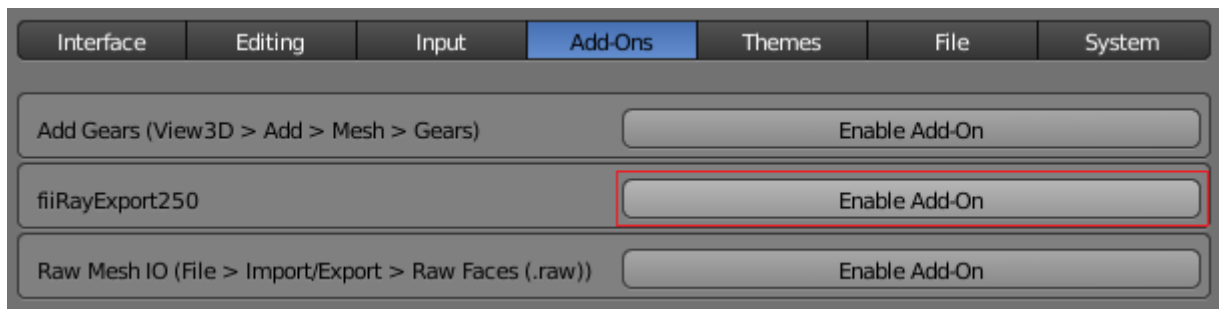 Interface Editing Input Add-Ons Themes File System
Add Gears (View3D > Add > Mesh > Gears) Enable Add-On
fiiRayExport250 Enable Add-On
Raw Mesh IO (File > Import/Export > Raw Faces (.raw)) Enable Add-On